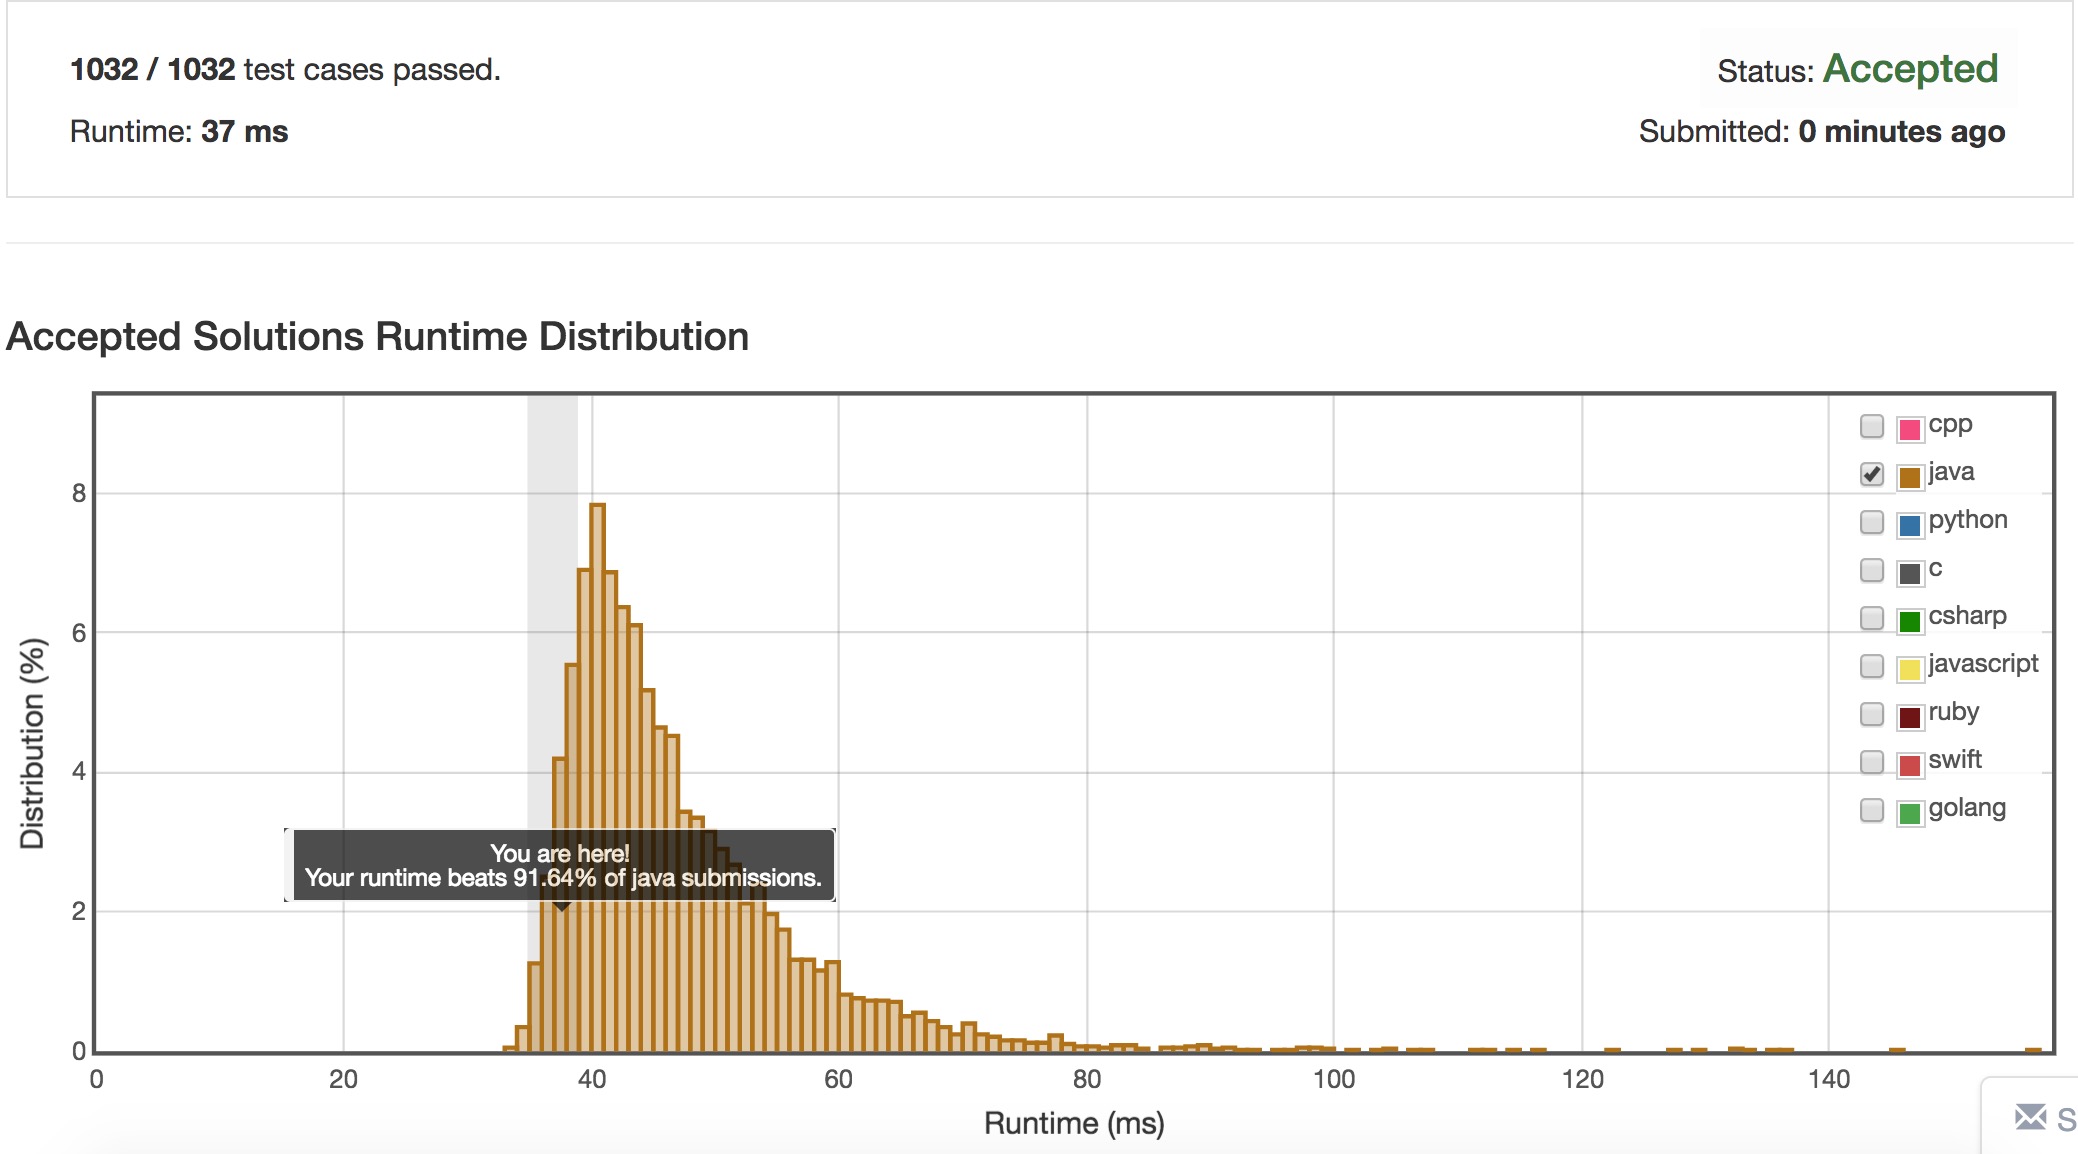 1032 / 1032 test cases passed.
Status: Accepted
Runtime: 37 ms
Submitted: 0 minutes ago
Accepted Solutions Runtime Distribution
Distribution (%)
8
6
4
2
0
You are here!
Your runtime beats 91.64% of java submissions.
cpp
java
python
c
csharp
javascript
ruby
swift
golang
0 20 40 60 80 100 120 140
Runtime (ms)
S